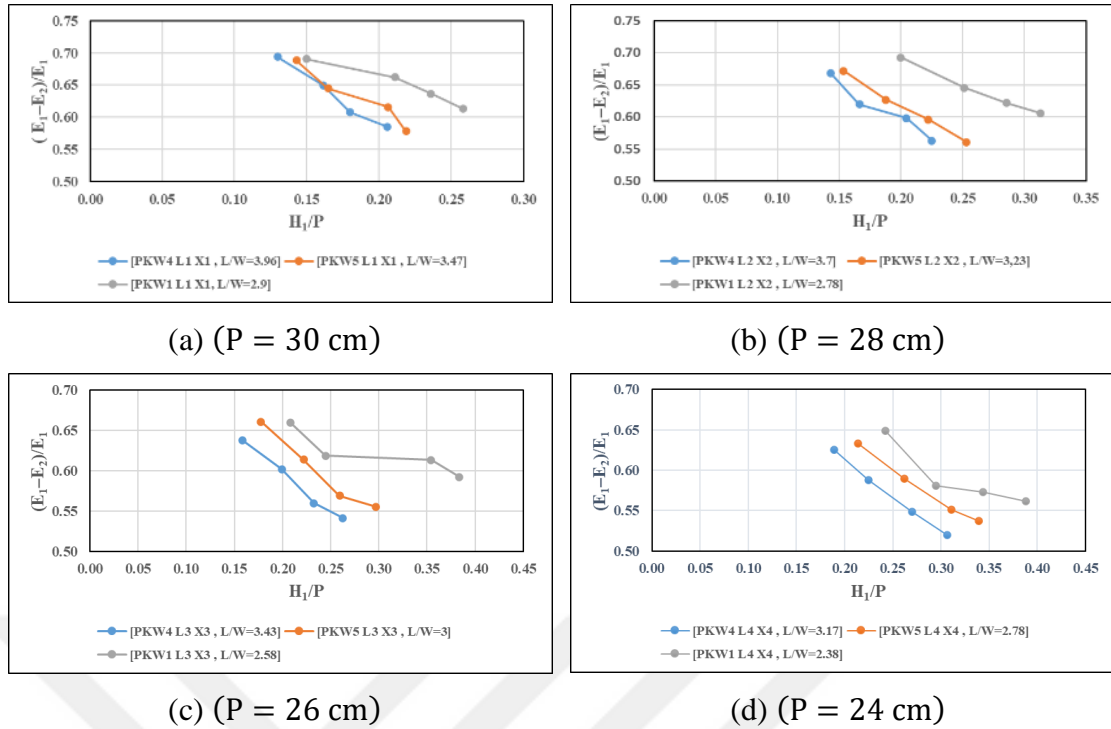 0.75
0.70
0.65
0.60
0.55
0.50
( E₁−E₂)/E₁
0.00 0.05 0.10 0.15 0.20 0.25 0.30
H₁/P
[PKW4 L1 X1 , L/W=3.96] [PKW5 L1 X1 , L/W=3.47]
[PKW1 L1 X1, L/W=2.9]
(a) (P = 30 cm)
0.75
0.70
0.65
0.60
0.55
0.50
(E₁−E₂)/E₁
0.00 0.05 0.10 0.15 0.20 0.25 0.30 0.35
H₁/P
[PKW4 L2 X2 , L/W=3.7] [PKW5 L2 X2 , L/W=3,23]
[PKW1 L2 X2 , L/W=2.78]
(b) (P = 28 cm)
0.70
0.65
0.60
0.55
0.50
(E₁−E₂)/E₁
0.00 0.05 0.10 0.15 0.20 0.25 0.30 0.35 0.40 0.45
H₁/P
[PKW4 L3 X3 , L/W=3.43] [PKW5 L3 X3 , L/W=3]
[PKW1 L3 X3 , L/W=2.58]
(c) (P = 26 cm)
0.70
0.65
0.60
0.55
0.50
(E₁−E₂)/E₁
0.00 0.05 0.10 0.15 0.20 0.25 0.30 0.35 0.40 0.45
H₁/P
[PKW4 L4 X4 , L/W=3.17] [PKW5 L4 X4 , L/W=2.78]
[PKW1 L4 X4 , L/W=2.38]
(d) (P = 24 cm)